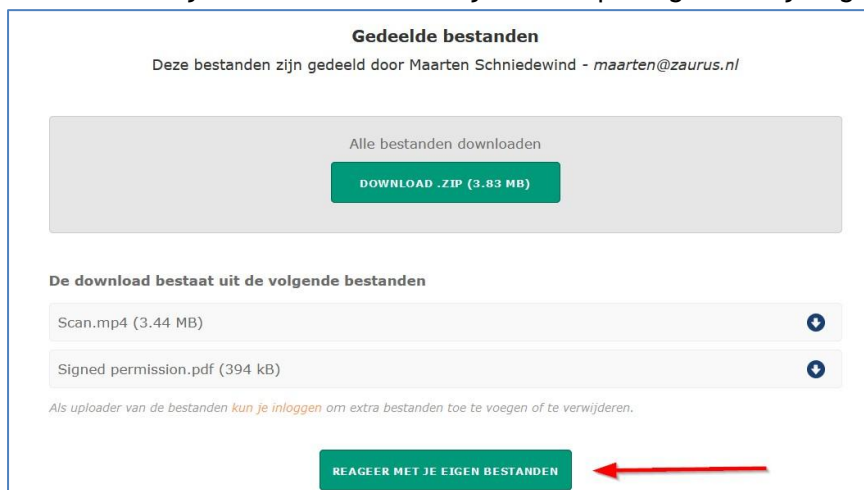 Gedeelde bestanden
Deze bestanden zijn gedeeld door Maarten Schniedewind - maarten@zaurus.nl
Alle bestanden downloaden
DOWNLOAD .ZIP (3.83 MB)
De download bestaat uit de volgende bestanden
Scan.mp4 (3.44 MB)
Signed permission.pdf (394 kB)
Als uploader van de bestanden kun je inloggen om extra bestanden toe te voegen of te verwijderen.
REAGEER MET JE EIGEN BESTANDEN